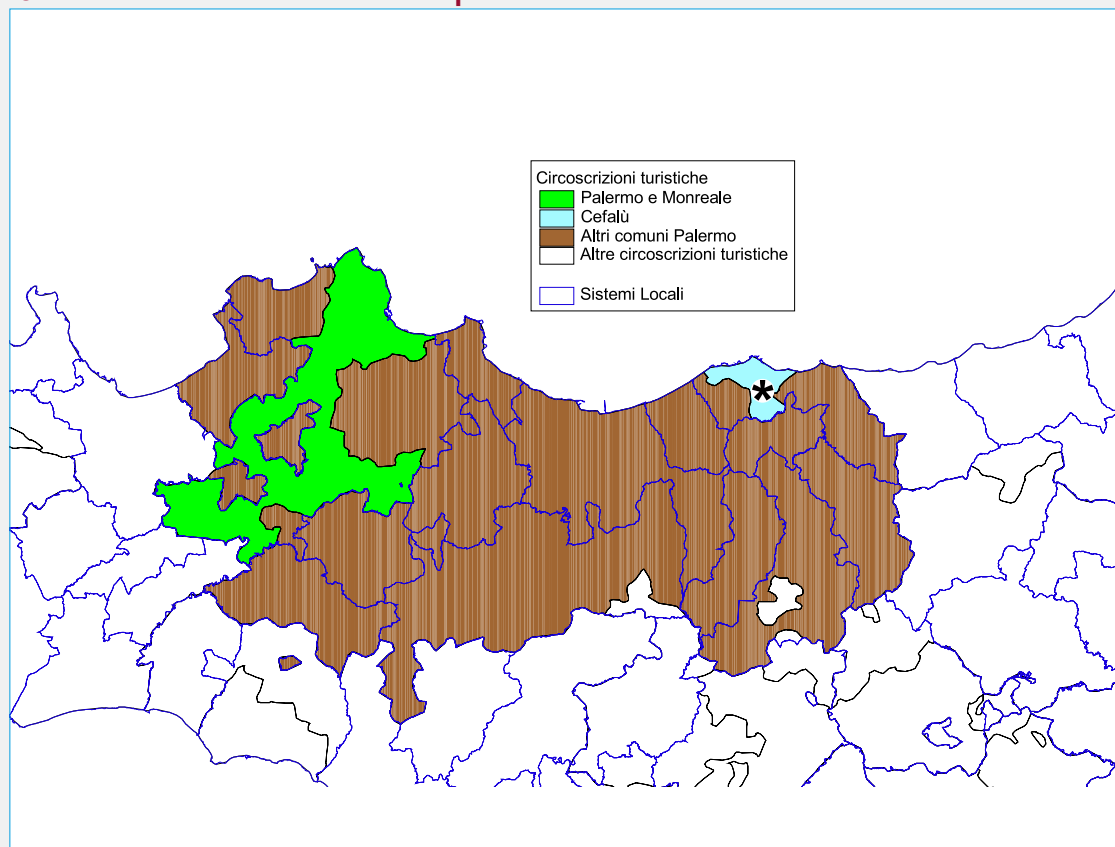 Circoscrizioni turistiche
Palermo e Monreale
Cefalù
Altri comuni Palermo
Altre circoscrizioni turistiche
Sistemi Locali
*